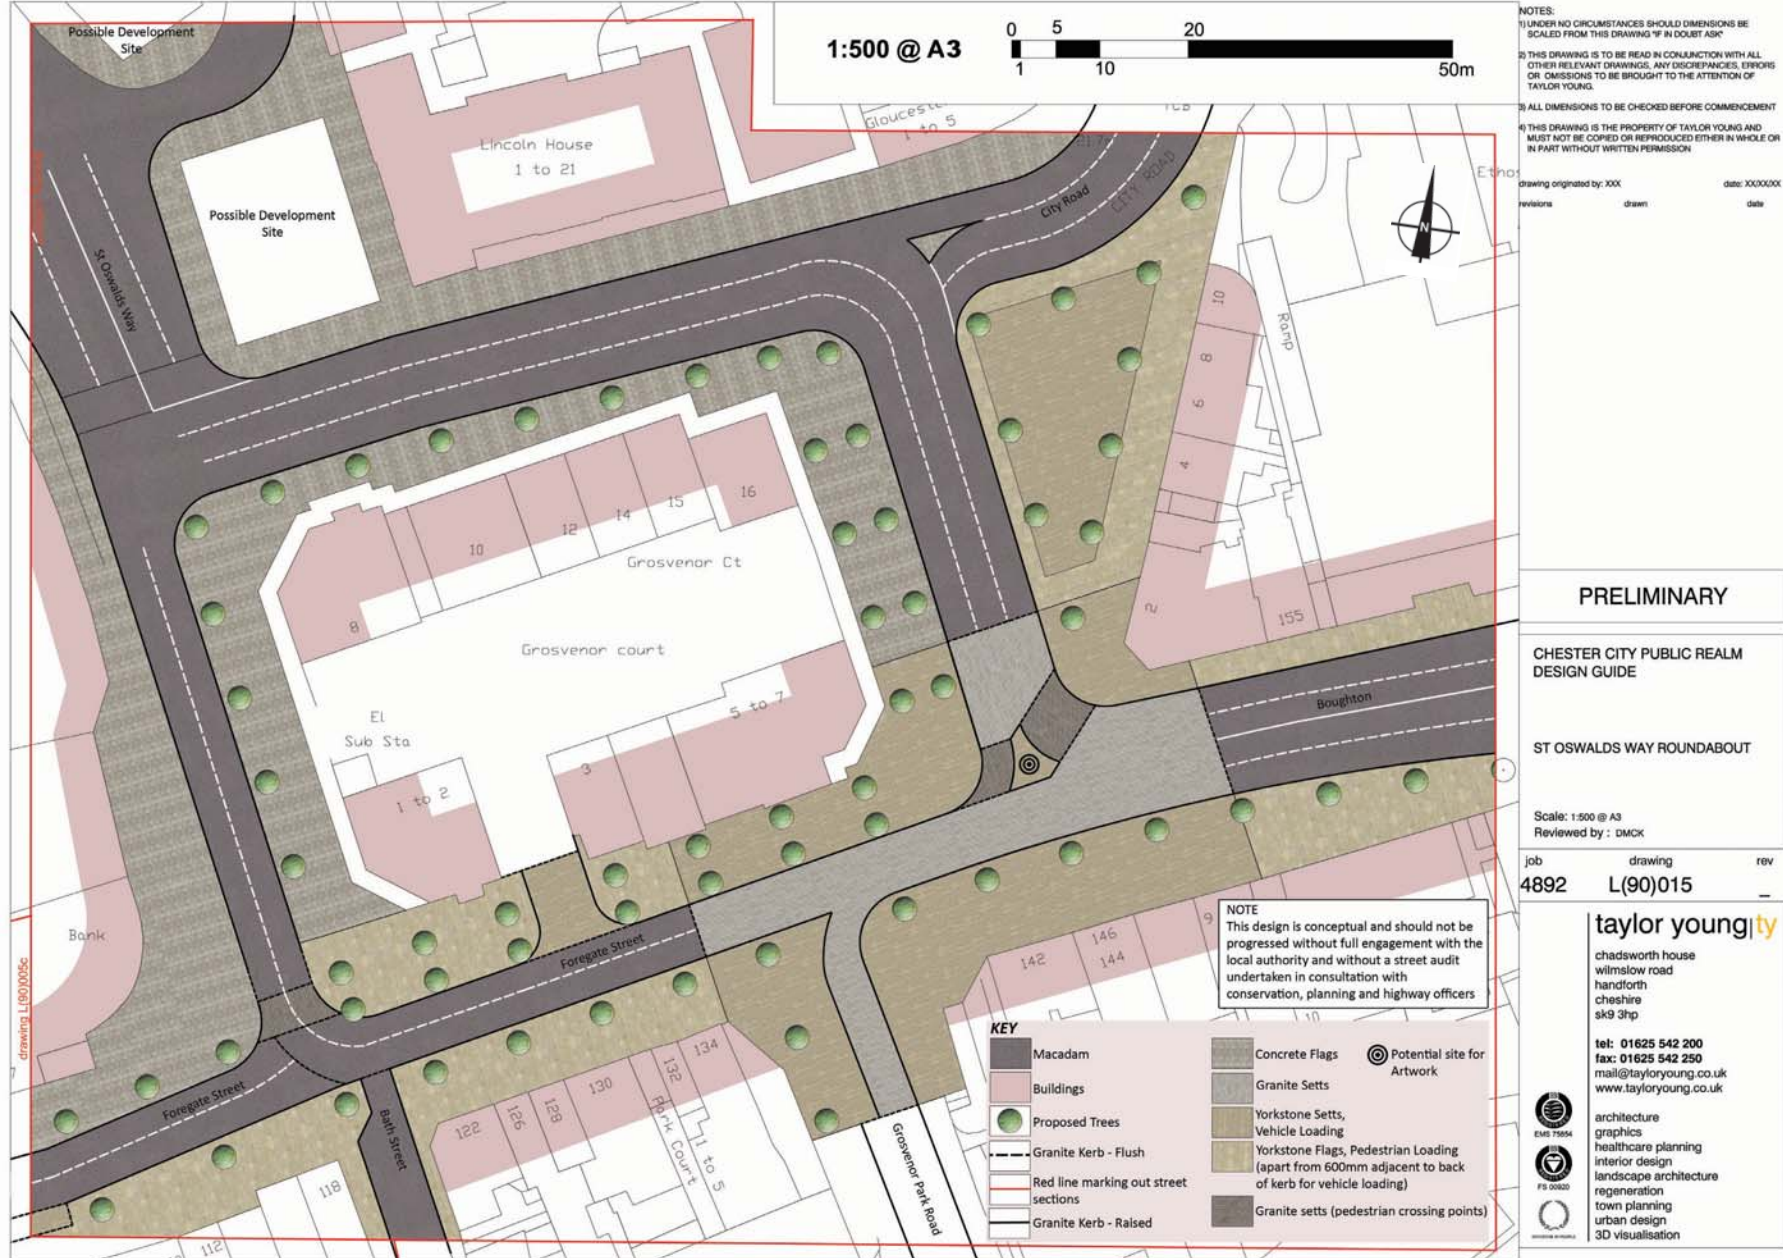 Possible Development
Site
1:500 @ A3
0 5 20
1 10 50m
Lincoln House
1 to 21
1 to 5
City Road
CITY ROAD
Possible Development
Site
St Oswalds Way
N
Ramp
10
8
6
4
2
155
10
12
14
15
16
8
Grosvenor Ct
Grosvenor court
El
Sub Sta
5 to 7
3
1 to 2
Boughton
Bank
Foregate Street
Foregate Street
Bath Street
Grosvenor Park Road
142
146
144
9
10
134
132
130
128
126
122
Park Court
1 to 5
118
112
drawing L(90)005c
NOTE
This design is conceptual and should not be
progressed without full engagement with the
local authority and without a street audit
undertaken in consultation with
conservation, planning and highway officers
KEY
Macadam
Buildings
Proposed Trees
Granite Kerb - Flush
Red line marking out street
sections
Granite Kerb - Raised
Concrete Flags
Granite Setts
Yorkstone Setts,
Vehicle Loading
Yorkstone Flags, Pedestrian Loading
(apart from 600mm adjacent to back
of kerb for vehicle loading)
Granite setts (pedestrian crossing points)
Potential site for
Artwork
NOTES:
1) UNDER NO CIRCUMSTANCES SHOULD DIMENSIONS BE
SCALED FROM THIS DRAWING "IF IN DOUBT ASK"
2) THIS DRAWING IS TO BE READ IN CONJUNCTION WITH ALL
OTHER RELEVANT DRAWINGS, ANY DISCREPANCIES, ERRORS
OR OMISSIONS TO BE BROUGHT TO THE ATTENTION OF
TAYLOR YOUNG.
3) ALL DIMENSIONS TO BE CHECKED BEFORE COMMENCEMENT
4) THIS DRAWING IS THE PROPERTY OF TAYLOR YOUNG AND
MUST NOT BE COPIED OR REPRODUCED EITHER IN WHOLE OR
IN PART WITHOUT WRITTEN PERMISSION
drawing originated by: XXX date: XX/XX/XX
revisions drawn date
PRELIMINARY
CHESTER CITY PUBLIC REALM
DESIGN GUIDE
ST OSWALDS WAY ROUNDABOUT
Scale: 1:500 @ A3
Reviewed by : DMCK
job drawing rev
4892 L(90)015 _
taylor young|ty
chadsworth house
wilmslow road
handforth
cheshire
sk9 3hp
tel: 01625 542 200
fax: 01625 542 250
mail@tayloryoung.co.uk
www.tayloryoung.co.uk
architecture
graphics
healthcare planning
interior design
landscape architecture
regeneration
town planning
urban design
3D visualisation